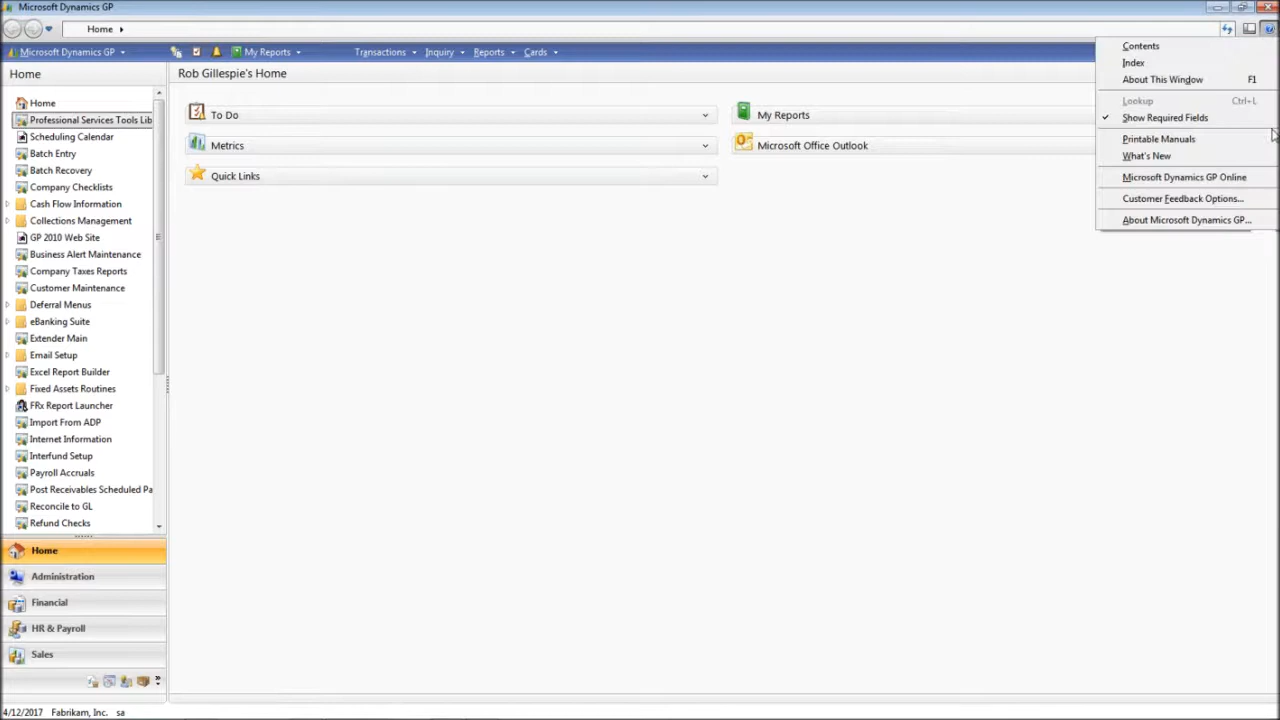 Microsoft Dynamics GP
Home
Microsoft Dynamics GP
My Reports
Transactions
Inquiry
Reports
Cards
Home
Rob Gillespie's Home
Home
Professional Services Tools Lib
Scheduling Calendar
Batch Entry
Batch Recovery
Company Checklists
Cash Flow Information
Collections Management
GP 2010 Web Site
Business Alert Maintenance
Company Taxes Reports
Customer Maintenance
Deferral Menus
eBanking Suite
Extender Main
Email Setup
Excel Report Builder
Fixed Assets Routines
FRx Report Launcher
Import From ADP
Internet Information
Interfund Setup
Payroll Accruals
Post Receivables Scheduled Pa
Reconcile to GL
Refund Checks
To Do
Metrics
Quick Links
My Reports
Microsoft Office Outlook
Contents
Index
About This Window F1
Lookup Ctrl+L
Show Required Fields
Printable Manuals
What's New
Microsoft Dynamics GP Online
Customer Feedback Options...
About Microsoft Dynamics GP...
Home
Administration
Financial
HR & Payroll
Sales
4/12/2017 Fabrikam, Inc. sa